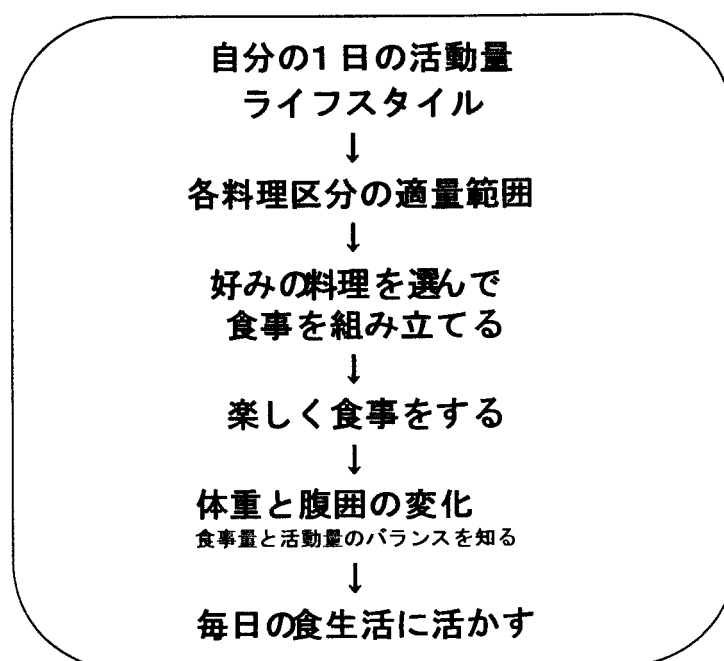 自分の1日の活動量
ライフスタイル
↓
各料理区分の適量範囲
↓
好みの料理を選んで
食事を組み立てる
↓
楽しく食事をする
↓
体重と腹囲の変化
食事量と活動量のバランスを知る
↓
毎日の食生活に活かす